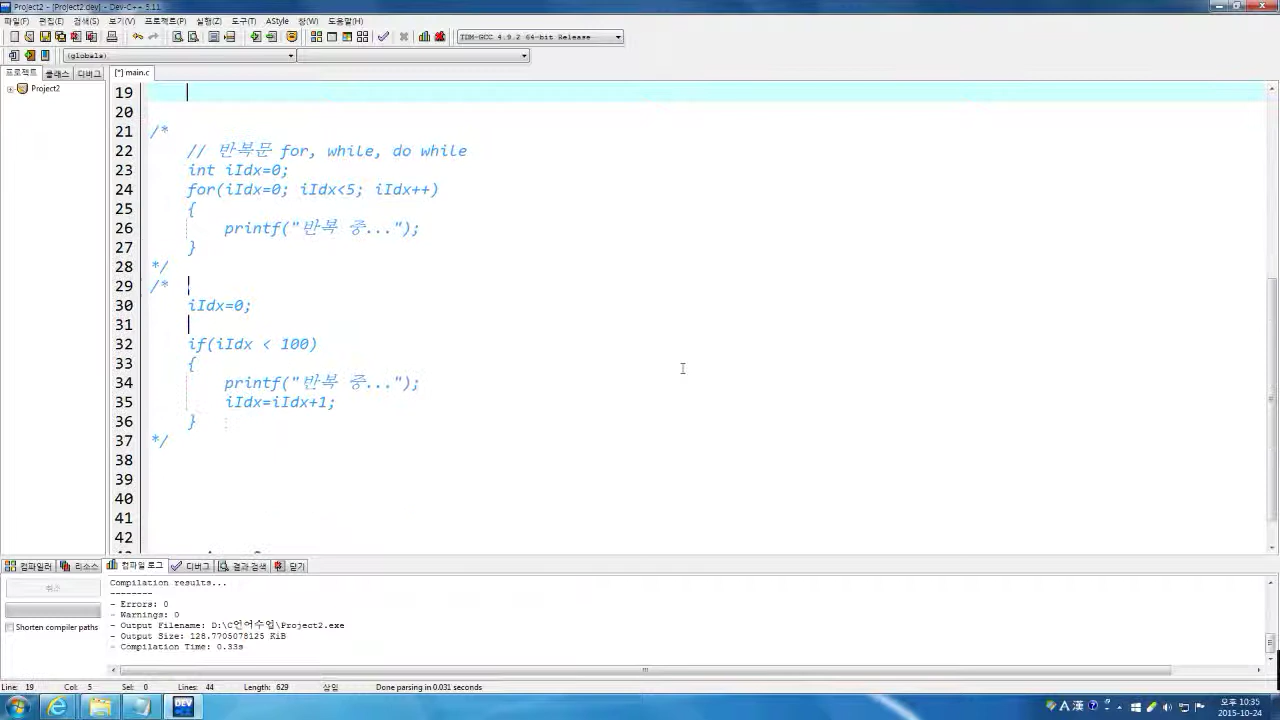 Project2 - [Project2.dev] - Dev-C++ 5.11
파일(F) 편집(E) 검색(S) 보기(V) 프로젝트(P) 실행(Z) 도구(T) AStyle 창(W) 도움말(H)
TDM-GCC 4.9.2 64-bit Release
(globals)
프로젝트 클래스 디버그
[*] main.c
Project2
19
20
21 /*
22 // 반복문 for, while, do while
23 int iIdx=0;
24 for(iIdx=0; iIdx<5; iIdx++)
25 {
26 printf("반복 중...");
27 }
28 */
29 /*
30 iIdx=0;
31
32 if(iIdx < 100)
33 {
34 printf("반복 중...");
35 iIdx=iIdx+1;
36 }
37 */
38
39
40
41
42
컴파일러 리소스 컴파일 로그 디버그 결과 검색 닫기
취소
Shorten compiler paths
Compilation results...
--------
- Errors: 0
- Warnings: 0
- Output Filename: D:\C언어수업\Project2.exe
- Output Size: 128.7705078125 KiB
- Compilation Time: 0.33s
Line: 19 Col: 5 Sel: 0 Lines: 44 Length: 629 삽입 Done parsing in 0.031 seconds
DEV
A 漢
오후 10:35
2015-10-24